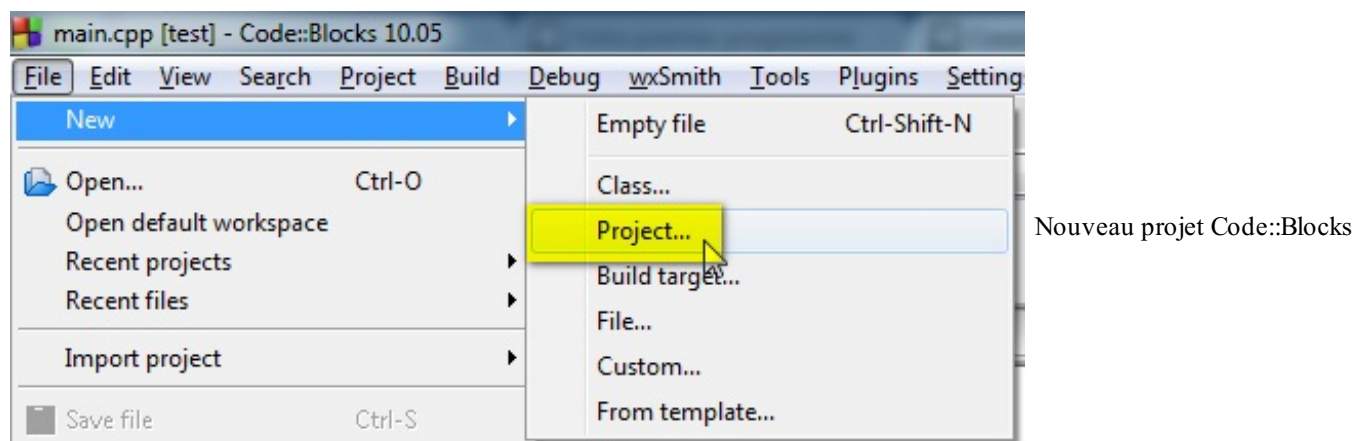 main.cpp [test] - Code::Blocks 10.05
File Edit View Search Project Build Debug wxSmith Tools Plugins Setting
New
Empty file Ctrl-Shift-N
Open... Ctrl-O
Class...
Open default workspace
Project...
Nouveau projet Code::Blocks
Recent projects
Build target...
Recent files
File...
Import project
Custom...
Save file Ctrl-S
From template...